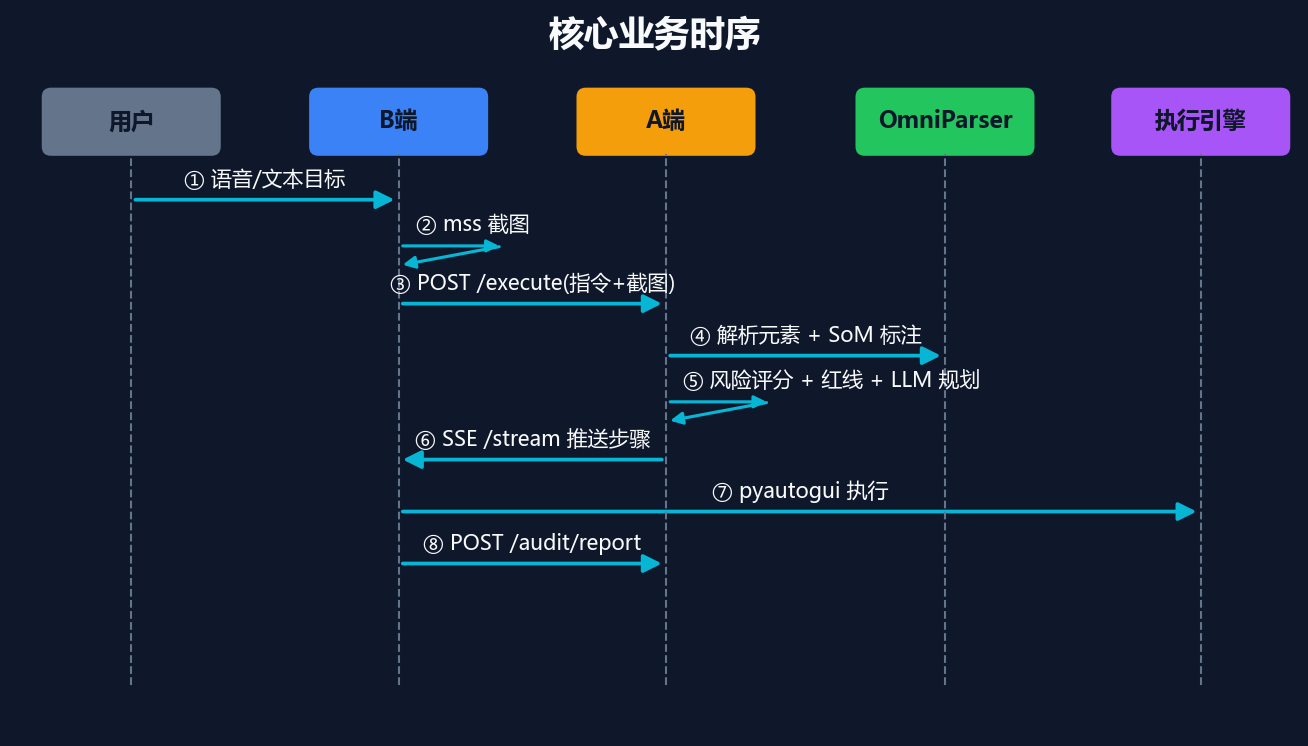 核心业务时序
用户
B端
A端
OmniParser
执行引擎
① 语音/文本目标
② mss 截图
③ POST /execute(指令+截图)
④ 解析元素 + SoM 标注
⑤ 风险评分 + 红线 + LLM 规划
⑥ SSE /stream 推送步骤
⑦ pyautogui 执行
⑧ POST /audit/report